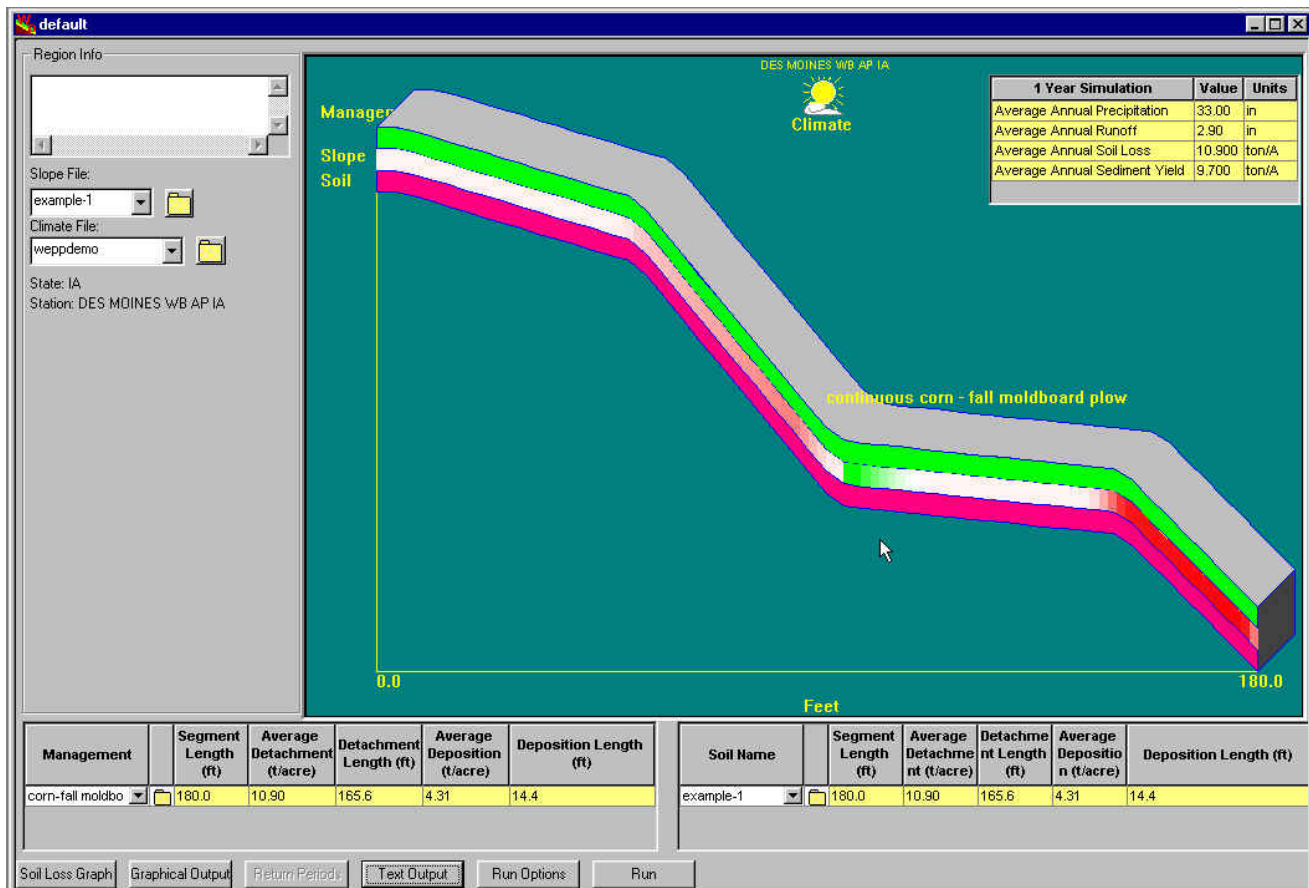 default
Region Info
Slope File:
example-1
Climate File:
weppdemo
State: IA
Station: DES MOINES WB AP IA
DES MOINES WB AP IA
Climate
Manager
Slope
Soil
continuous corn - fall moldboard plow
0.0
180.0
Feet
1 Year Simulation Value Units
Average Annual Precipitation 33.00 in
Average Annual Runoff 2.90 in
Average Annual Soil Loss 10.900 ton/A
Average Annual Sediment Yield 9.700 ton/A
Management Segment Length (ft) Average Detachment (t/acre) Detachment Length (ft) Average Deposition (t/acre) Deposition Length (ft)
corn-fall moldbo 180.0 10.90 165.6 4.31 14.4
Soil Name Segment Length (ft) Average Detachme nt (t/acre) Detachme nt Length (ft) Average Depositio n (t/acre) Deposition Length (ft)
example-1 180.0 10.90 165.6 4.31 14.4
Soil Loss Graph Graphical Output Return Periods Text Output Run Options Run